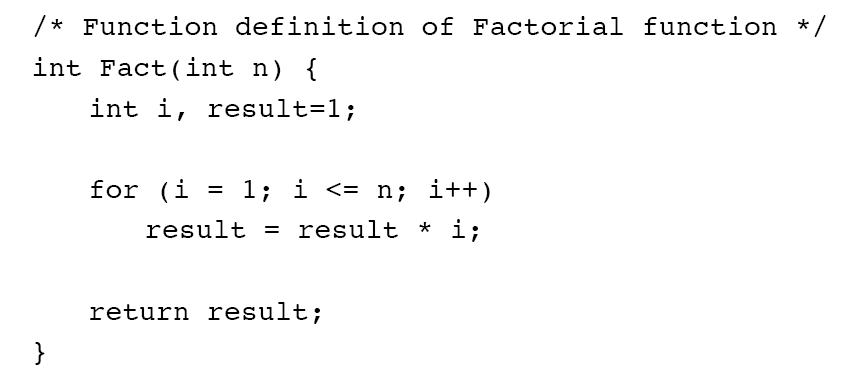 /* Function definition of Factorial function */
int Fact(int n) {
    int i, result=1;

    for (i = 1; i <= n; i++)
        result = result * i;

    return result;
}